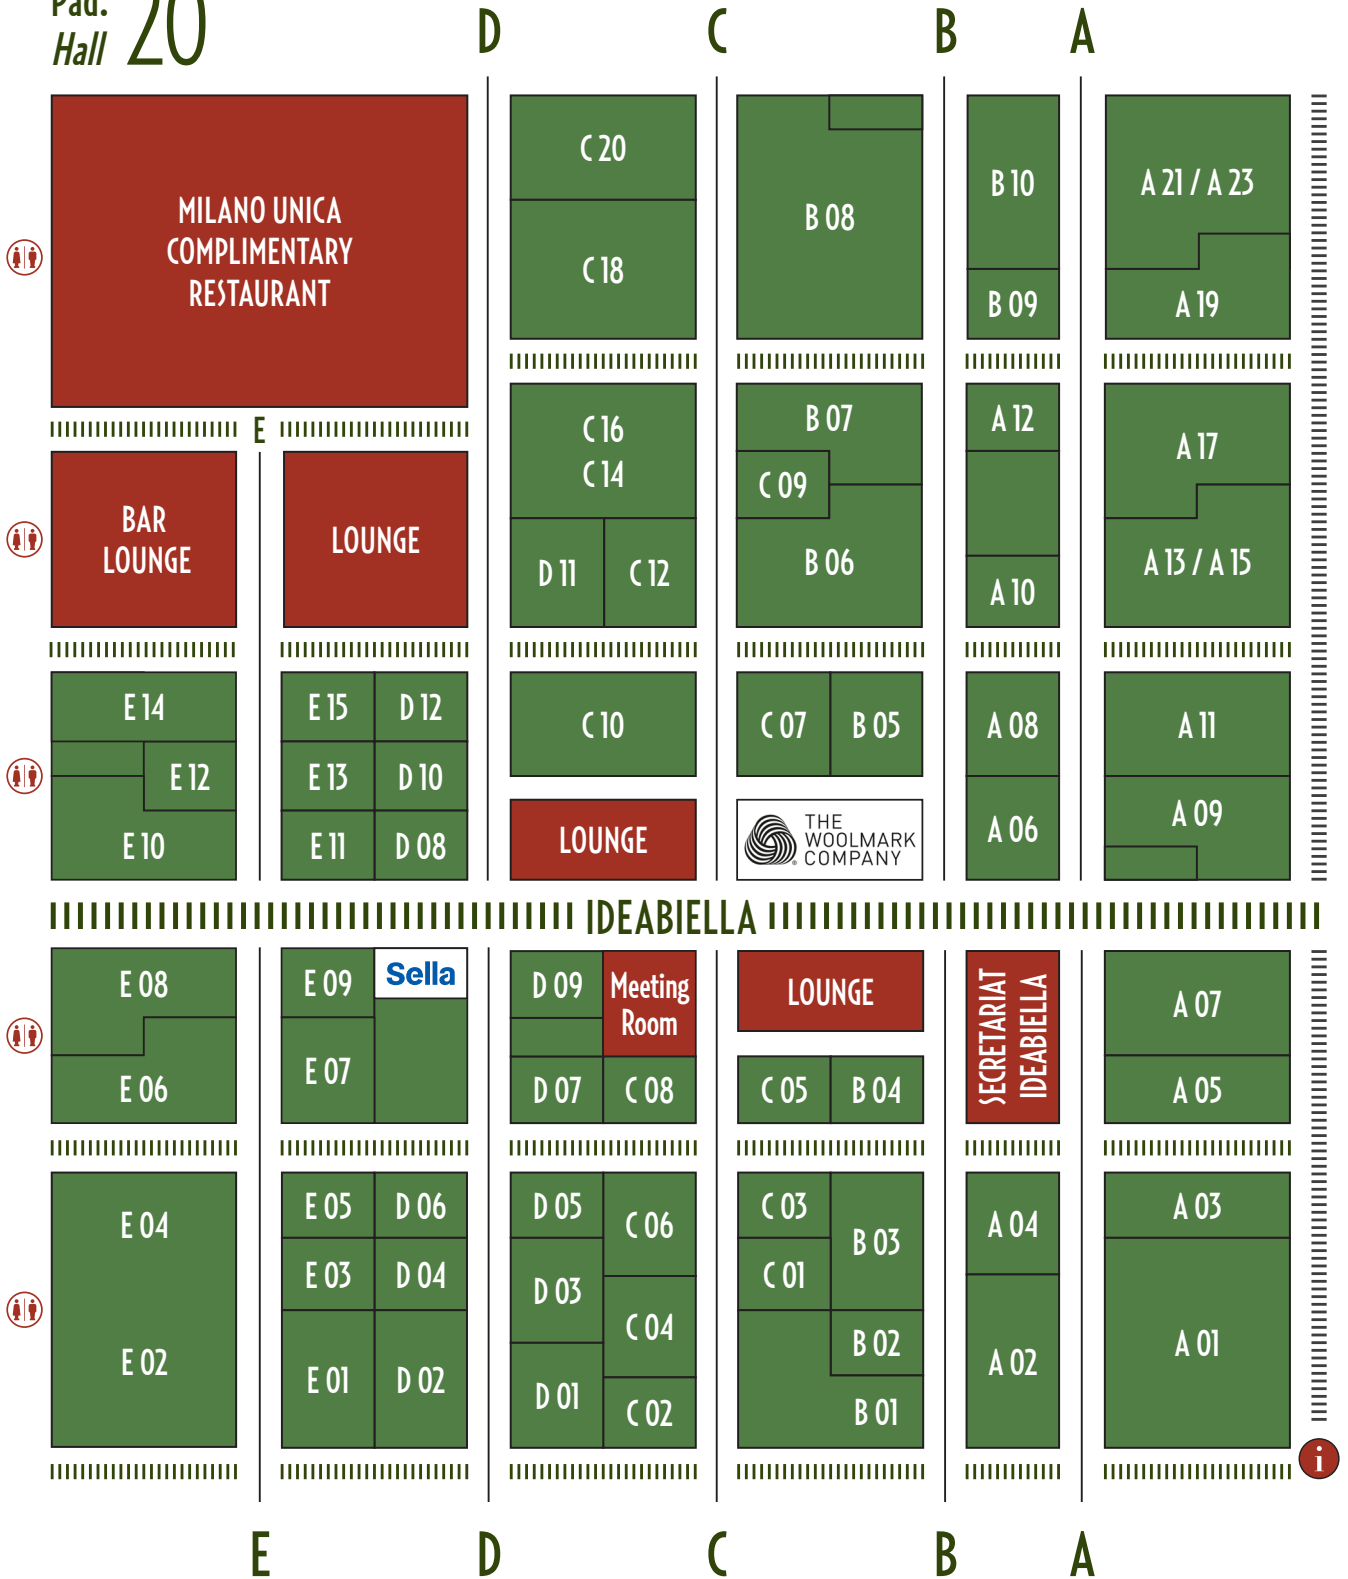 Pad.
Hall 20
D C B A
MILANO UNICA
COMPLIMENTARY
RESTAURANT
C 20
C 18
B 08
B 10
B 09
A 21 / A 23
A 19
E
BAR
LOUNGE
LOUNGE
C 16
C 14
D 11
C 12
B 07
C 09
B 06
A 12
A 10
A 17
A 13 / A 15
E 14
E 12
E 10
E 15
D 12
E 13
D 10
E 11
D 08
C 10
LOUNGE
C 07
B 05
THE
WOOLMARK
COMPANY
A 08
A 06
A 11
A 09
IDEABIELLA
E 08
E 06
E 09
Sella
E 07
D 09
Meeting
Room
D 07
C 08
LOUNGE
C 05
B 04
SECRETARIAT
IDEABIELLA
A 07
A 05
E 04
E 02
E 05
D 06
E 03
D 04
E 01
D 02
D 05
C 06
D 03
C 04
D 01
C 02
C 03
B 03
C 01
B 02
B 01
A 04
A 02
A 03
A 01
i
E D C B A